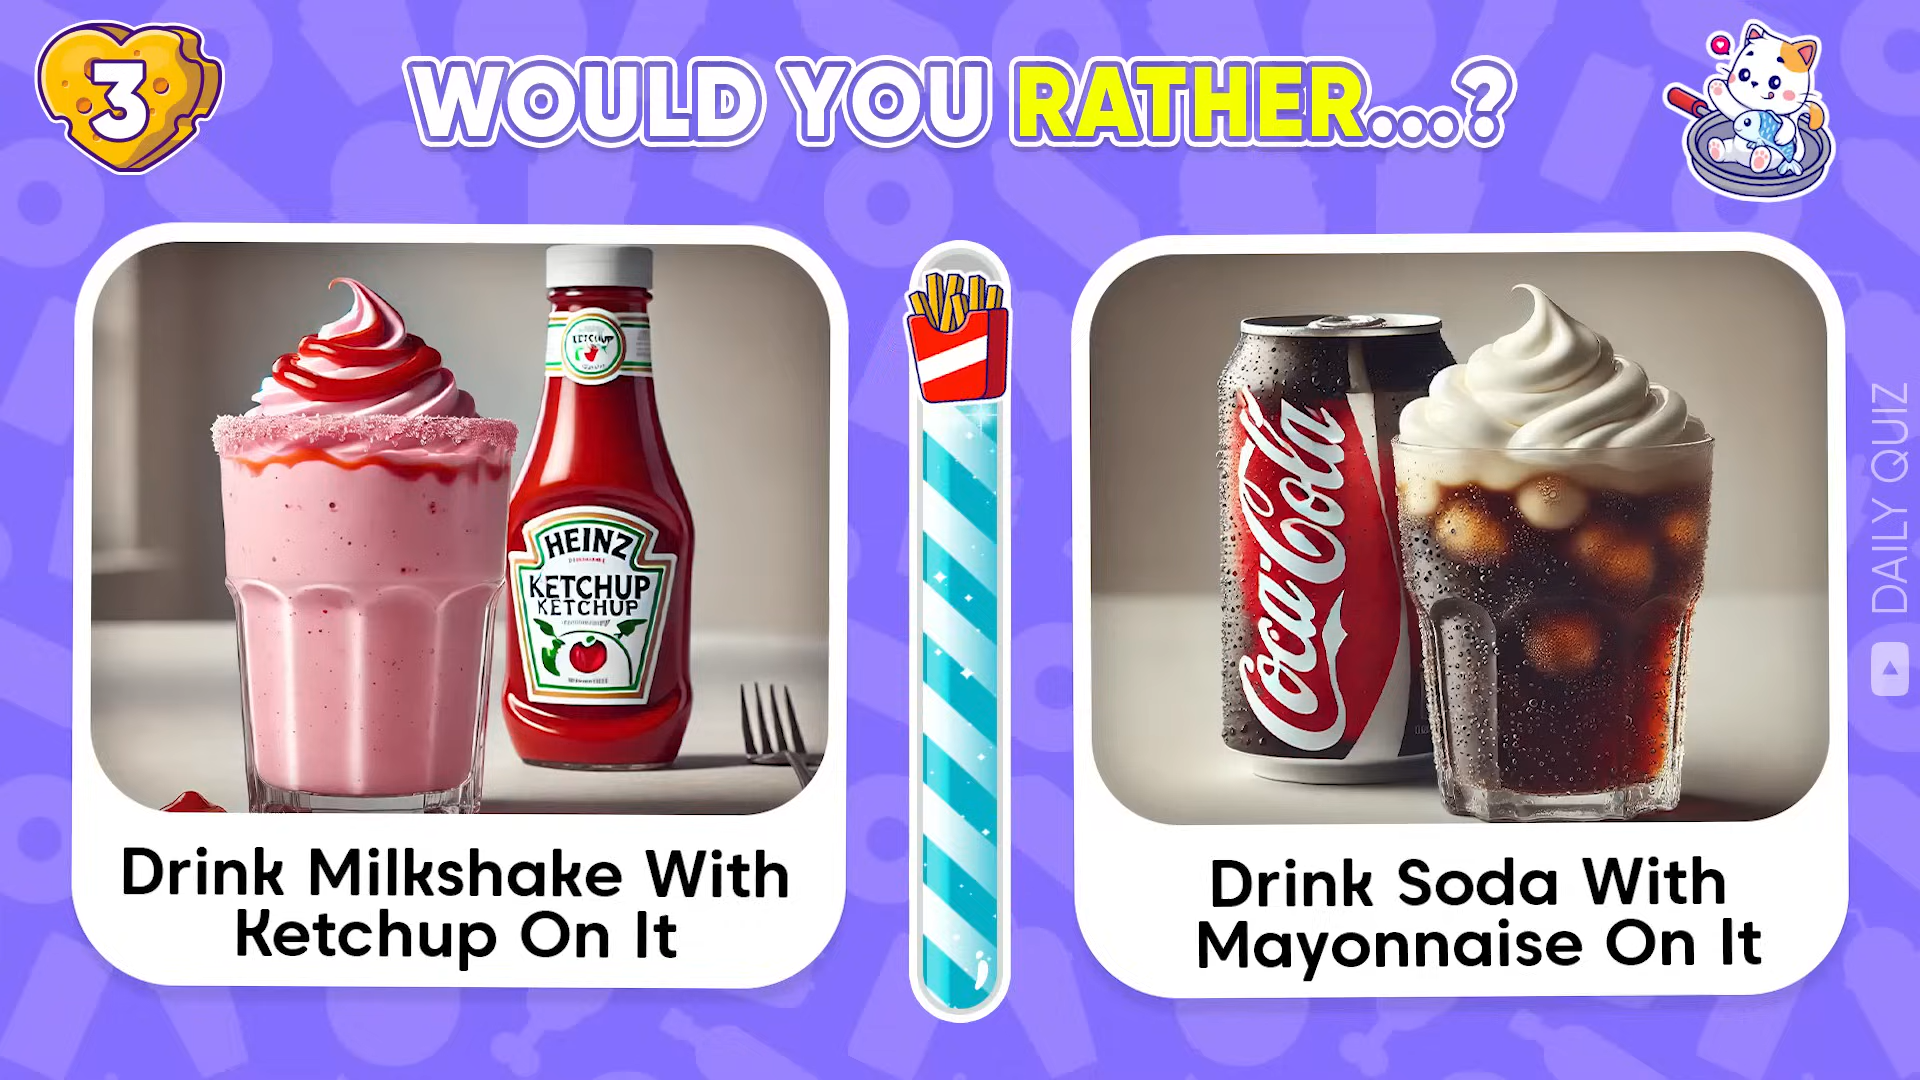 3
WOULD YOU RATHER...?
KETCHUP
HEINZ
KETCHUP
KETCHUP
Coca-Cola
Drink Milkshake With
Ketchup On It
Drink Soda With
Mayonnaise On It
DAILY QUIZ